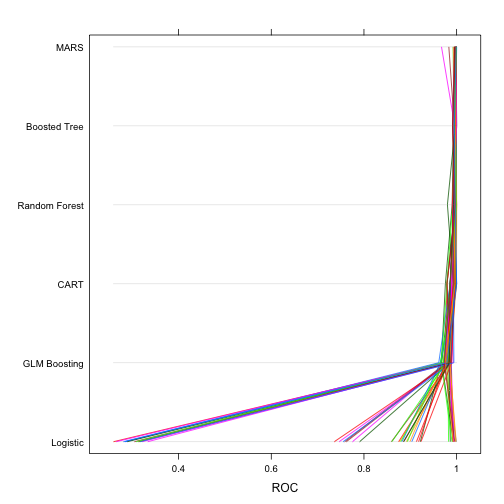 MARS
Boosted Tree
Random Forest
CART
GLM Boosting
Logistic
0.4 0.6 0.8 1
ROC